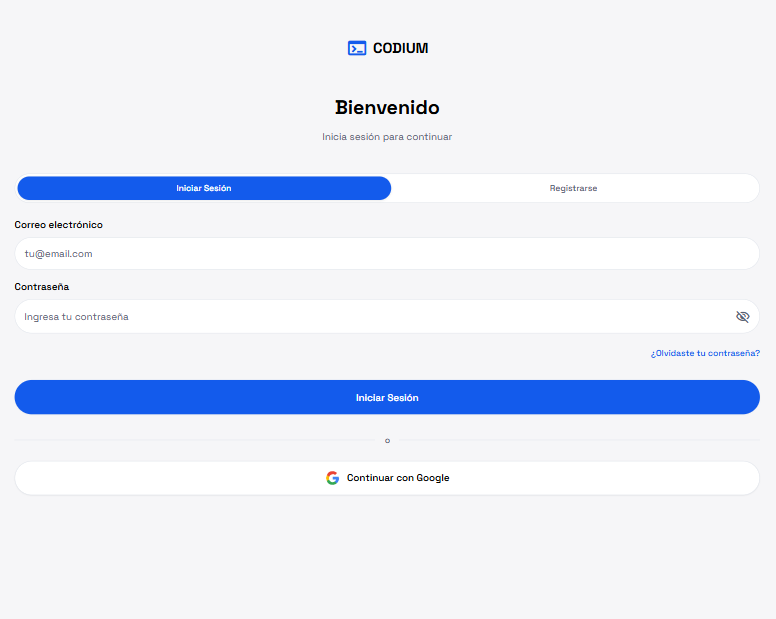 CODIUM
Bienvenido
Inicia sesión para continuar
Iniciar Sesión
Registrarse
Correo electrónico
tu@email.com
Contraseña
Ingresa tu contraseña
¿Olvidaste tu contraseña?
Iniciar Sesión
o
Continuar con Google